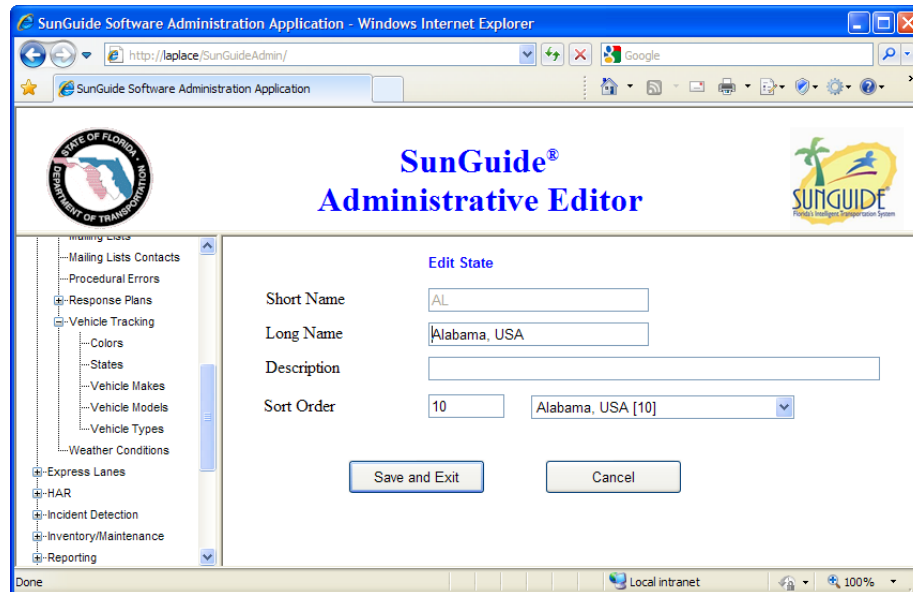 SunGuide Software Administration Application - Windows Internet Explorer
http://laplace/SunGuideAdmin/
Google
SunGuide Software Administration Application
STATE OF FLORIDA
DEPARTMENT OF TRANSPORTATION
SunGuide®
Administrative Editor
SUNGUIDE
Florida's Intelligent Transportation System
Mailing Lists
Mailing Lists Contacts
Procedural Errors
Response Plans
Vehicle Tracking
Colors
States
Vehicle Makes
Vehicle Models
Vehicle Types
Weather Conditions
Express Lanes
HAR
Incident Detection
Inventory/Maintenance
Reporting
Edit State
Short Name AL
Long Name Alabama, USA
Description
Sort Order 10 Alabama, USA [10]
Save and Exit Cancel
Done Local intranet 100%